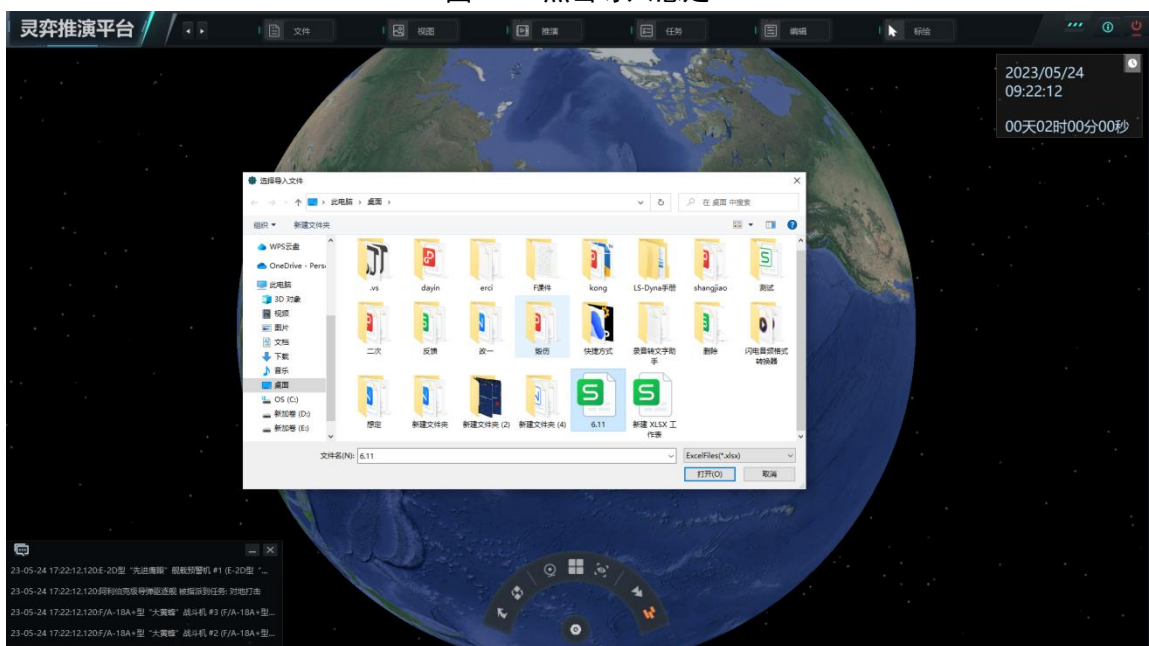 灵弈推演平台
文件
视图
推演
任务
编辑
标绘
2023/05/24
09:22:12
00天02时00分00秒
选择导入文件
此电脑 › 桌面 ›
在 桌面 中搜索
组织 新建文件夹
WPS云盘
OneDrive - Pers
此电脑
3D 对象
视频
图片
文档
下载
音乐
桌面
OS (C:)
新加卷 (D:)
新加卷 (E:)
.vs
dayin
erci
F课件
kong
LS-Dyna手册
shangjiao
测试
二次
反馈
改一
简历
快捷方式
录音转文字助
手
删除
闪电音频格式
转换器
想定
新建文件夹
新建文件夹 (2)
新建文件夹 (4)
6.11
新建 XLSX 工
作表
文件名(N): 6.11
ExcelFiles(*.xlsx)
打开(O)
取消
23-05-24 17:22:12.120:E-2D型 “先进鹰眼” 舰载预警机 #1 (E-2D型 “...
23-05-24 17:22:12.120:阿利伯克级导弹驱逐舰 被指派到任务: 对地打击
23-05-24 17:22:12.120:F/A-18A+型 “大黄蜂” 战斗机 #3 (F/A-18A+型...
23-05-24 17:22:12.120:F/A-18A+型 “大黄蜂” 战斗机 #2 (F/A-18A+型...